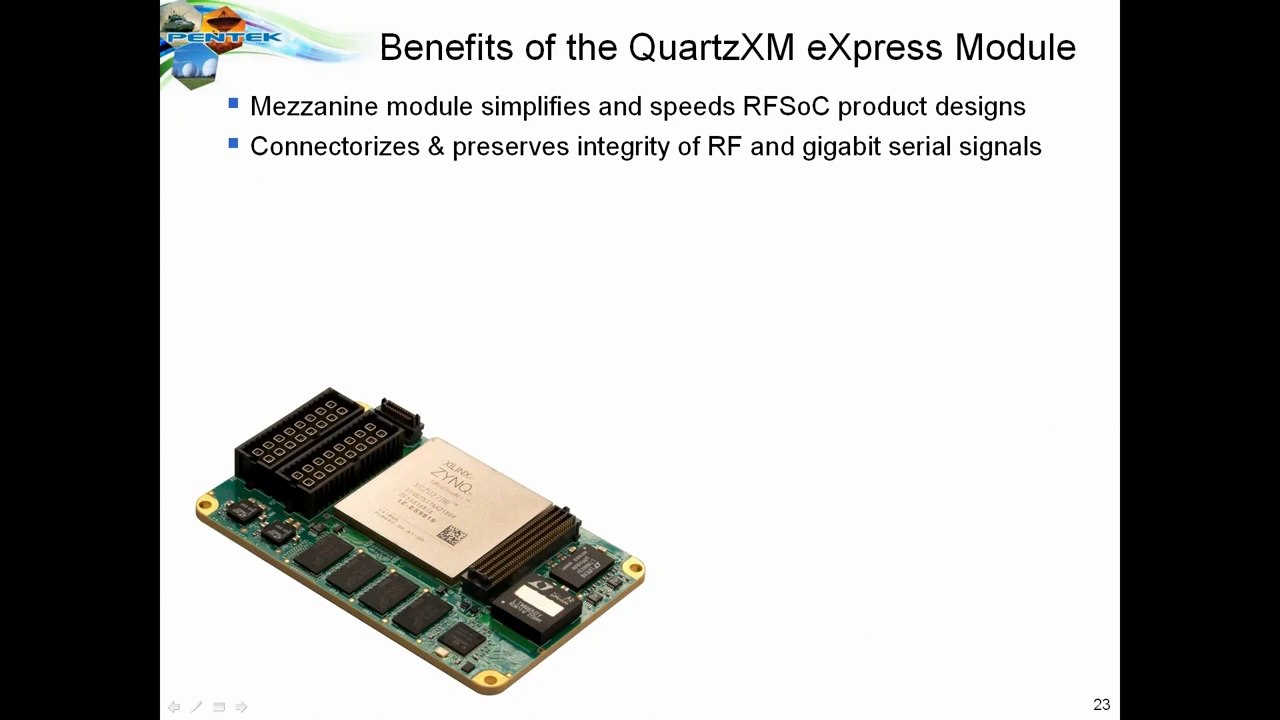 PENTEK
Benefits of the QuartzXM eXpress Module
Mezzanine module simplifies and speeds RFSoC product designs
Connectorizes & preserves integrity of RF and gigabit serial signals
XILINX
ZYNQ
23